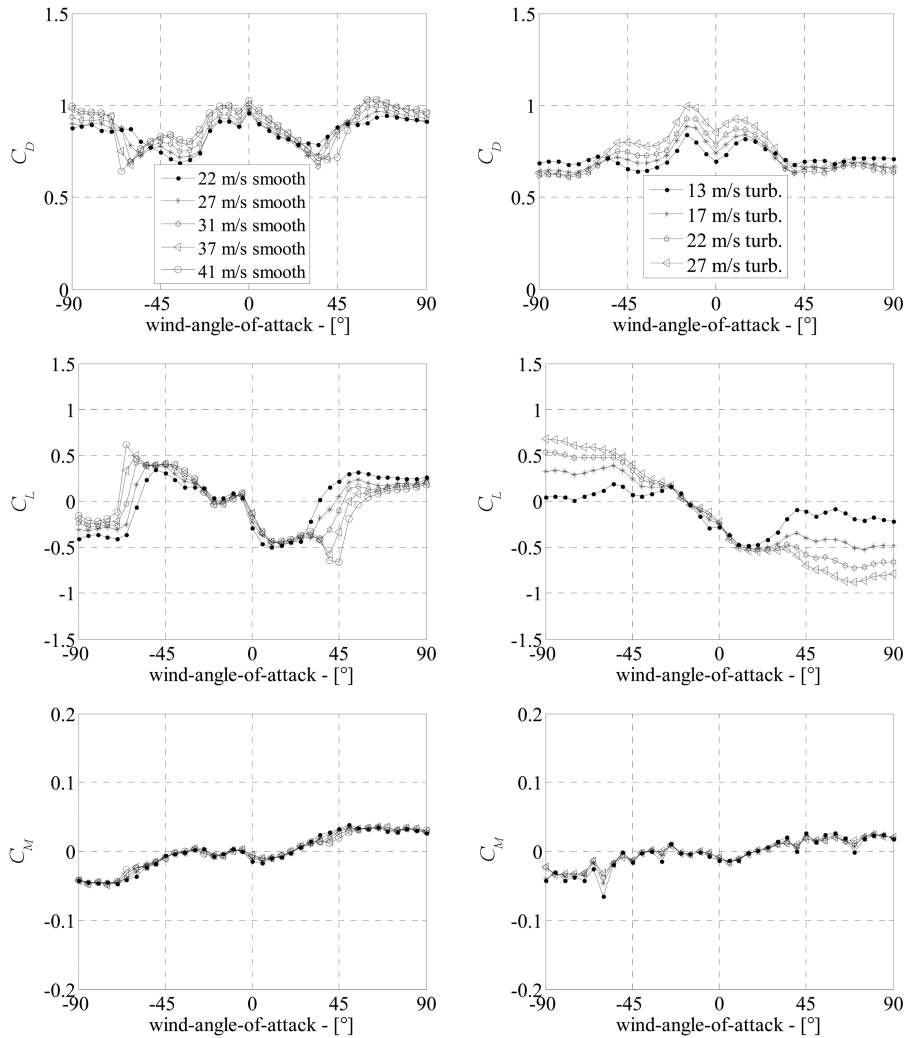 1.5
1
C_D
0.5
0
-90 -45 0 45 90
wind-angle-of-attack - [°]
22 m/s smooth
27 m/s smooth
31 m/s smooth
37 m/s smooth
41 m/s smooth
1.5
1
C_D
0.5
0
-90 -45 0 45 90
wind-angle-of-attack - [°]
13 m/s turb.
17 m/s turb.
22 m/s turb.
27 m/s turb.
1.5
1
0.5
C_L
0
-0.5
-1
-1.5
-90 -45 0 45 90
wind-angle-of-attack - [°]
1.5
1
0.5
C_L
0
-0.5
-1
-1.5
-90 -45 0 45 90
wind-angle-of-attack - [°]
0.2
0.1
C_M
0
-0.1
-0.2
-90 -45 0 45 90
wind-angle-of-attack - [°]
0.2
0.1
C_M
0
-0.1
-0.2
-90 -45 0 45 90
wind-angle-of-attack - [°]